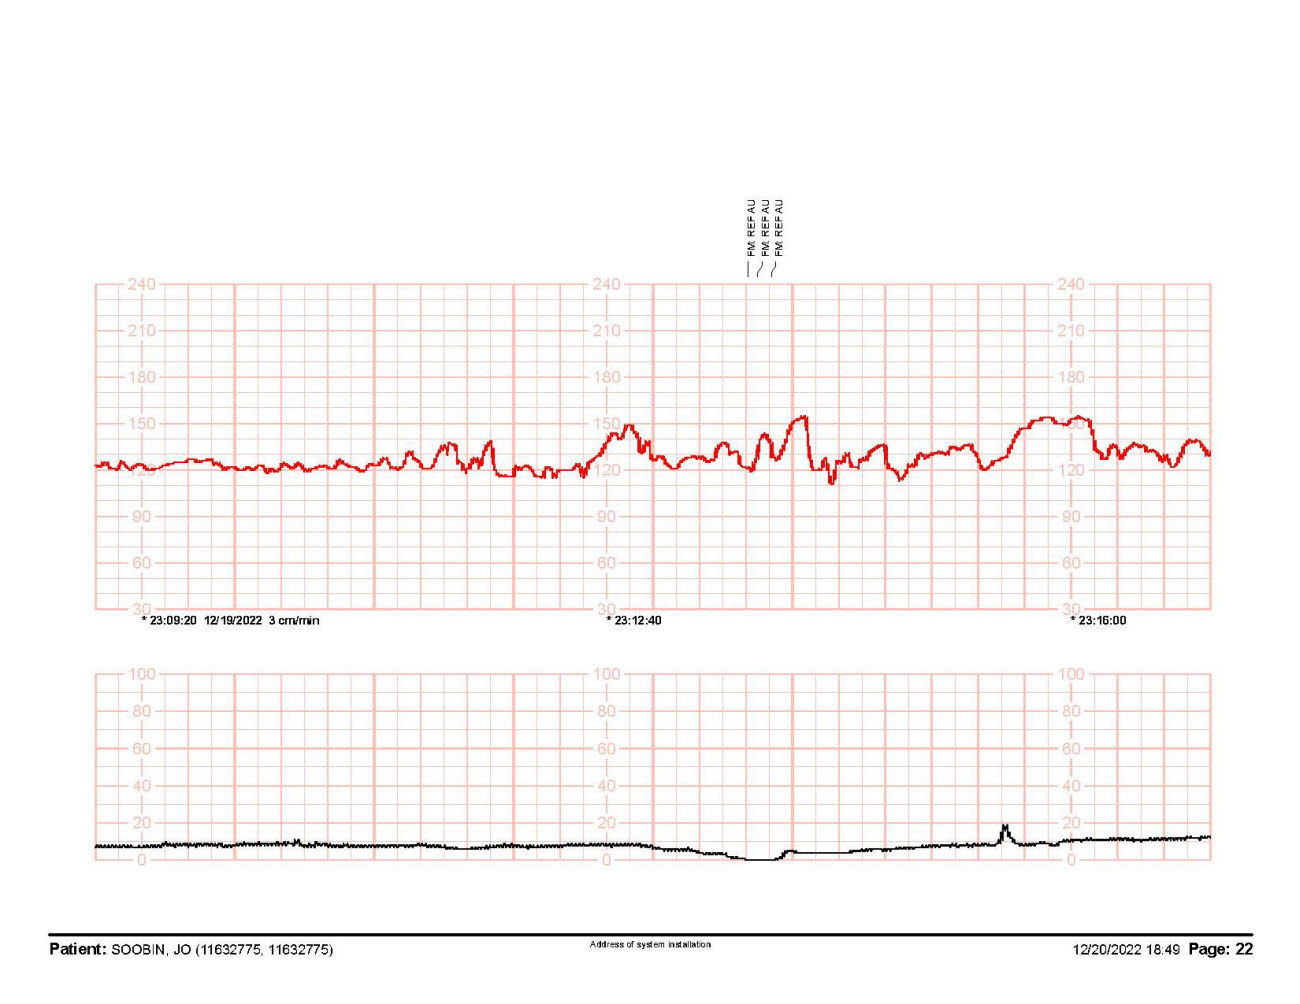 FM: REF AU
FM: REF AU
FM: REF AU
240 240 240
210 210 210
180 180 180
150 150 150
120 120 120
90 90 90
60 60 60
30 30 30
* 23:09:20 12/19/2022 3 cm/min * 23:12:40 * 23:16:00
100 100 100
80 80 80
60 60 60
40 40 40
20 20 20
0 0 0
Patient: SOOBIN, JO (11632775, 11632775) Address of system installation 12/20/2022 18:49 Page: 22